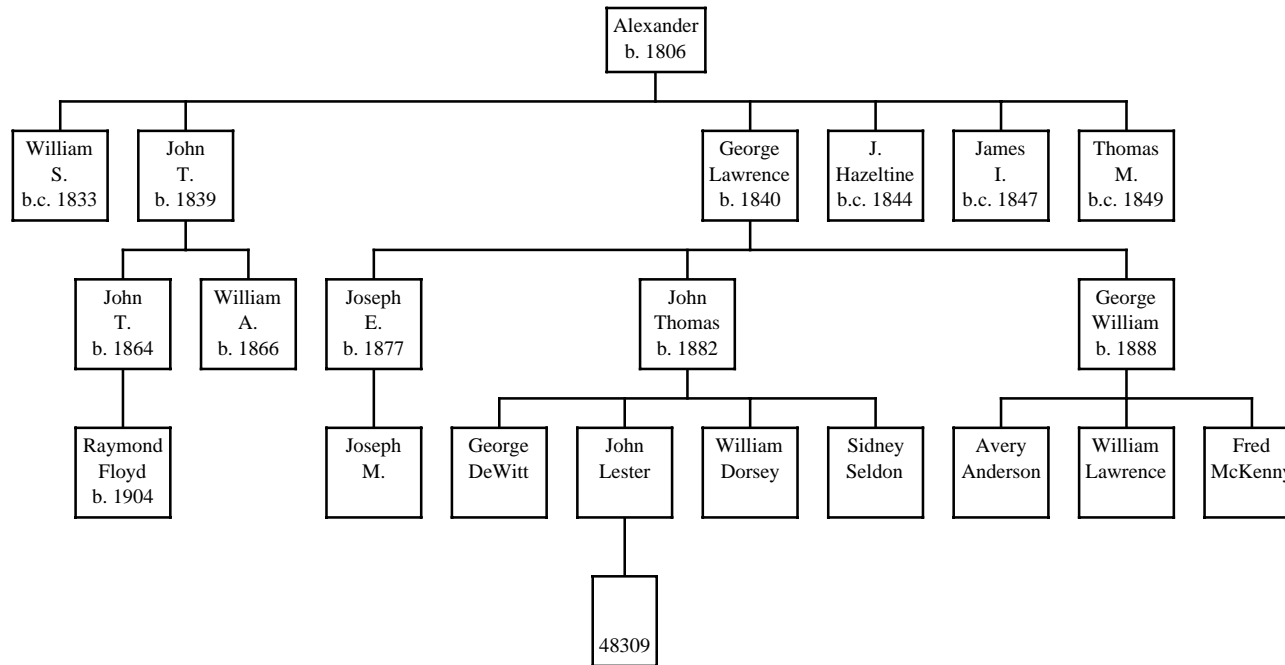 Alexander
b. 1806
William
S.
b.c. 1833
John
T.
b. 1839
George
Lawrence
b. 1840
J.
Hazeltine
b.c. 1844
James
I.
b.c. 1847
Thomas
M.
b.c. 1849
John
T.
b. 1864
William
A.
b. 1866
Joseph
E.
b. 1877
John
Thomas
b. 1882
George
William
b. 1888
Raymond
Floyd
b. 1904
Joseph
M.
George
DeWitt
John
Lester
William
Dorsey
Sidney
Seldon
Avery
Anderson
William
Lawrence
Fred
McKenny
48309